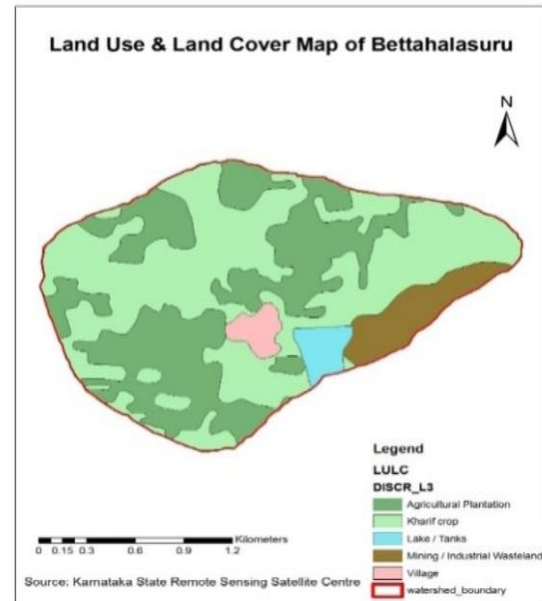 Land Use & Land Cover Map of Bettahalasuru
N
Legend
LULC
DISCR_L3
Agricultural Plantation
Kharif crop
Lake / Tanks
Mining / Industrial Wasteland
Village
watershed_boundary
Kilometers
0 0.15 0.3 0.6 0.9 1.2
Source: Karnataka State Remote Sensing Satellite Centre